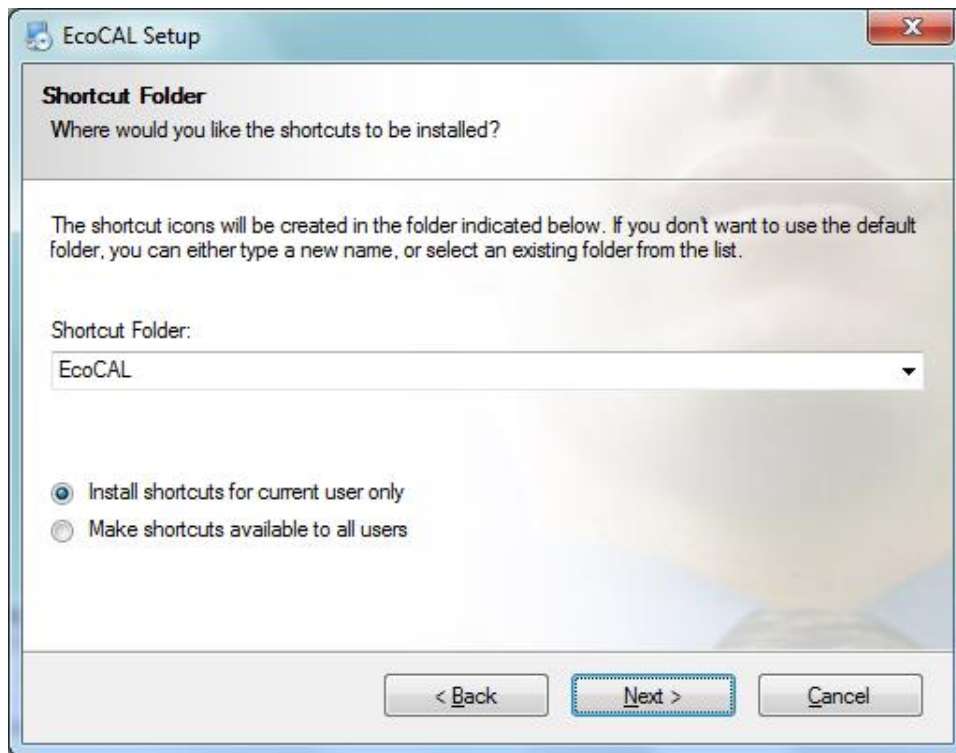 EcoCAL Setup
X
Shortcut Folder
Where would you like the shortcuts to be installed?
The shortcut icons will be created in the folder indicated below. If you don't want to use the default
folder, you can either type a new name, or select an existing folder from the list.
Shortcut Folder:
EcoCAL
Install shortcuts for current user only
Make shortcuts available to all users
< Back Next > Cancel